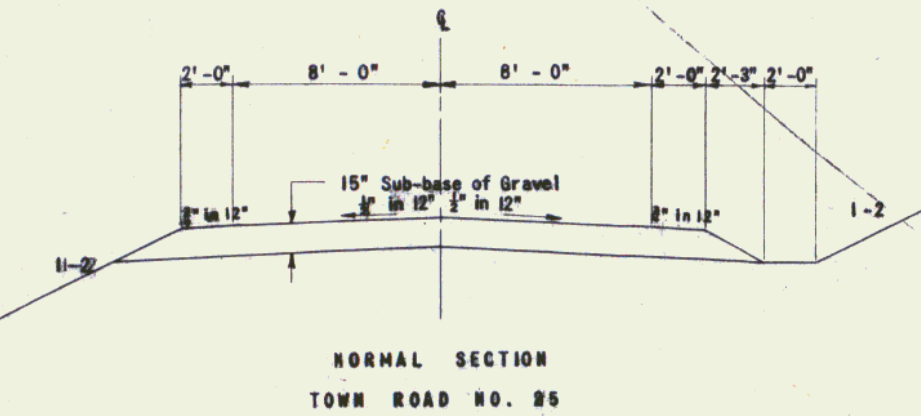 ℄
2'-0" 8' - 0" 8' - 0" 2'-0" 2'-3" 2'-0"
15" Sub-base of Gravel
in 12" ½" in 12"
in 12" in 12"
1-2
NORMAL SECTION
TOWN ROAD NO. 25